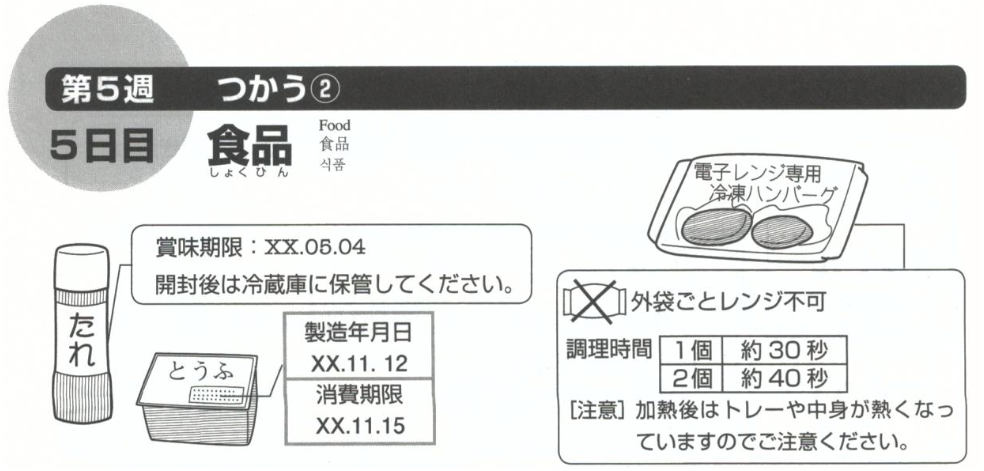 第5週 つかう②
5日目 食品
しょくひん
Food
食品
식품
電子レンジ専用
冷凍ハンバーグ
賞味期限：XX.05.04
開封後は冷蔵庫に保管してください。
たれ
とうふ
製造年月日
XX.11.12
消費期限
XX.11.15
外袋ごとレンジ不可
調理時間 1個 約30秒
2個 約40秒
［注意］加熱後はトレーや中身が熱くなっ
ていますのでご注意ください。